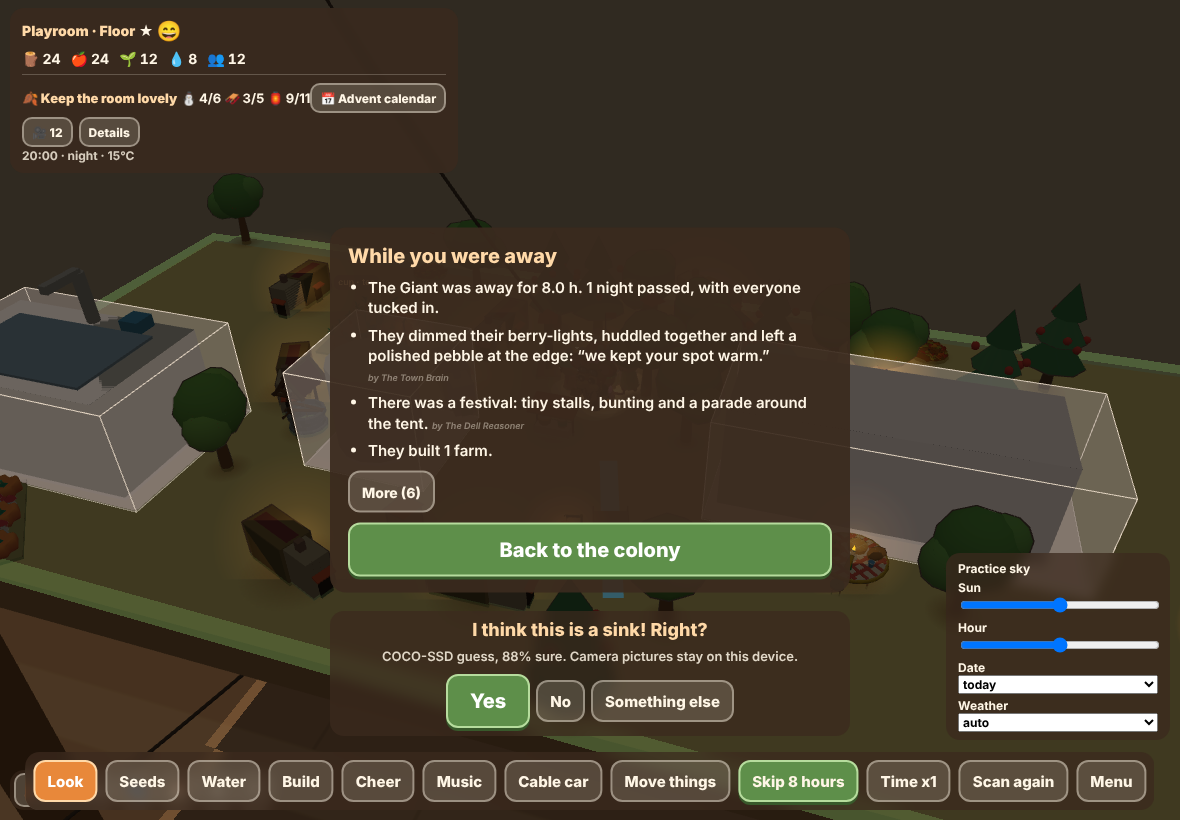 Playroom · Floor ★
24 24 12 8 12
Keep the room lovely 4/6 3/5 9/11 Advent calendar
12 Details
20:00 · night · 15°C
While you were away
• The Giant was away for 8.0 h. 1 night passed, with everyone
tucked in.
• They dimmed their berry-lights, huddled together and left a
polished pebble at the edge: “we kept your spot warm.”
by The Town Brain
• There was a festival: tiny stalls, bunting and a parade around
the tent. by The Dell Reasoner
• They built 1 farm.
More (6)
Back to the colony
I think this is a sink! Right?
COCO-SSD guess, 88% sure. Camera pictures stay on this device.
Yes No Something else
Practice sky
Sun
Hour
Date
today
Weather
auto
Look Seeds Water Build Cheer Music Cable car Move things Skip 8 hours Time x1 Scan again Menu